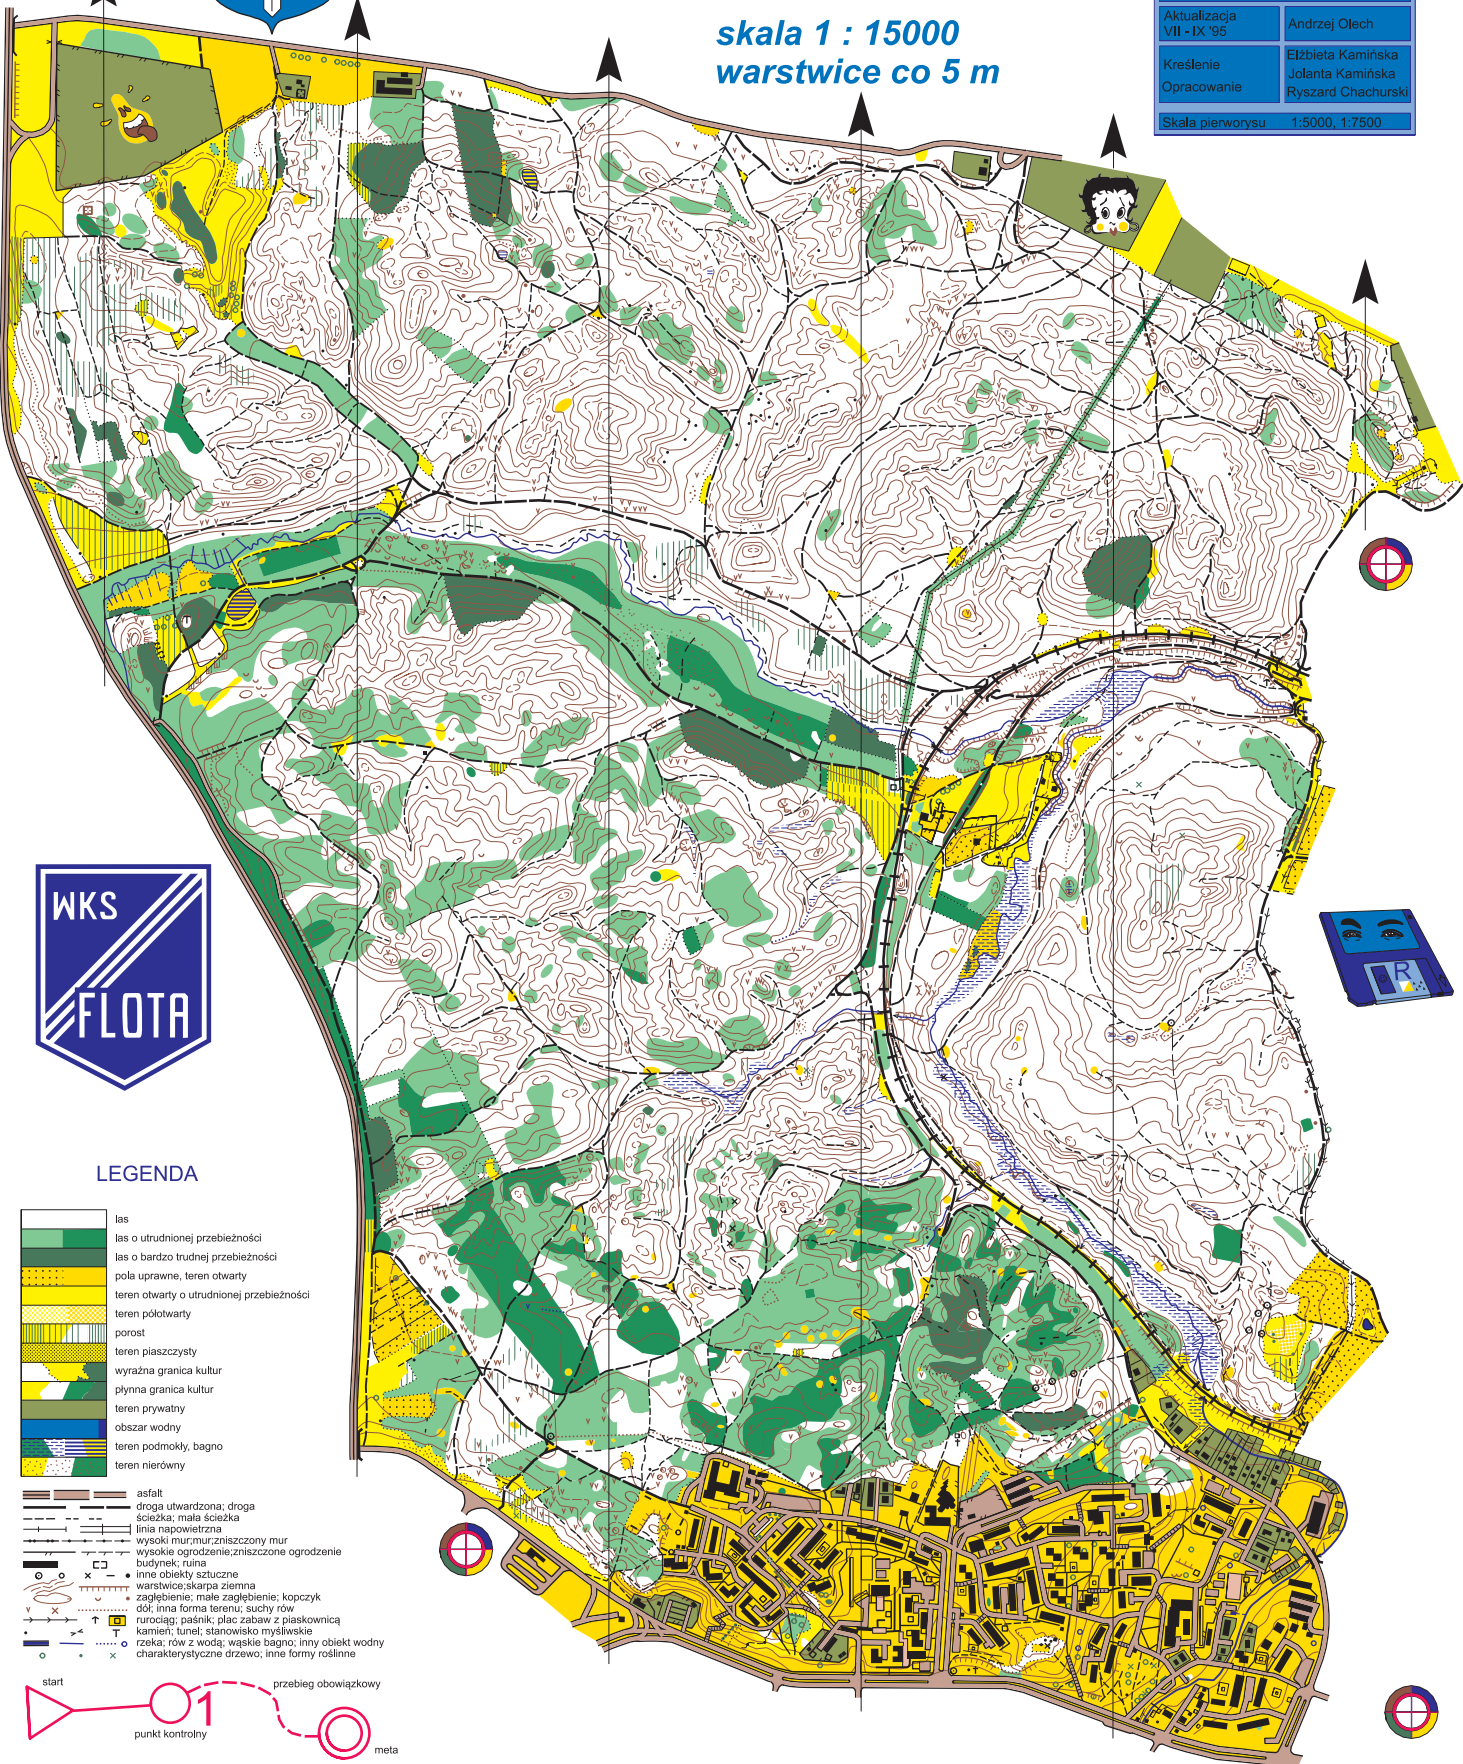 skala 1 : 15000
warstwice co 5 m
Aktualizacja
VII - IX '95
Andrzej Olech
Kreślenie
Opracowanie
Elżbieta Kamińska
Jolanta Kamińska
Ryszard Chachurski
Skala pierworysu 1:5000, 1:7500
WKS
FLOTA
R
LEGENDA
las
las o utrudnionej przebieżności
las o bardzo trudnej przebieżności
pola uprawne, teren otwarty
teren otwarty o utrudnionej przebieżności
teren półotwarty
porost
teren piaszczysty
wyraźna granica kultur
płynna granica kultur
teren prywatny
obszar wodny
teren podmokły, bagno
teren nierówny
asfalt
droga utwardzona; droga
ścieżka; mała ścieżka
linia napowietrzna
wysoki mur;mur;zniszczony mur
wysokie ogrodzenie;zniszczone ogrodzenie
budynek; ruina
inne obiekty sztuczne
warstwice;skarpa ziemna
zagłębienie; małe zagłębienie; kopczyk
dół; inna forma terenu; suchy rów
rurociąg; paśnik; plac zabaw z piaskownicą
kamień; tunel; stanowisko myśliwskie
rzeka; rów z wodą; wąskie bagno; inny obiekt wodny
charakterystyczne drzewo; inne formy roślinne
start
przebieg obowiązkowy
1
punkt kontrolny
meta